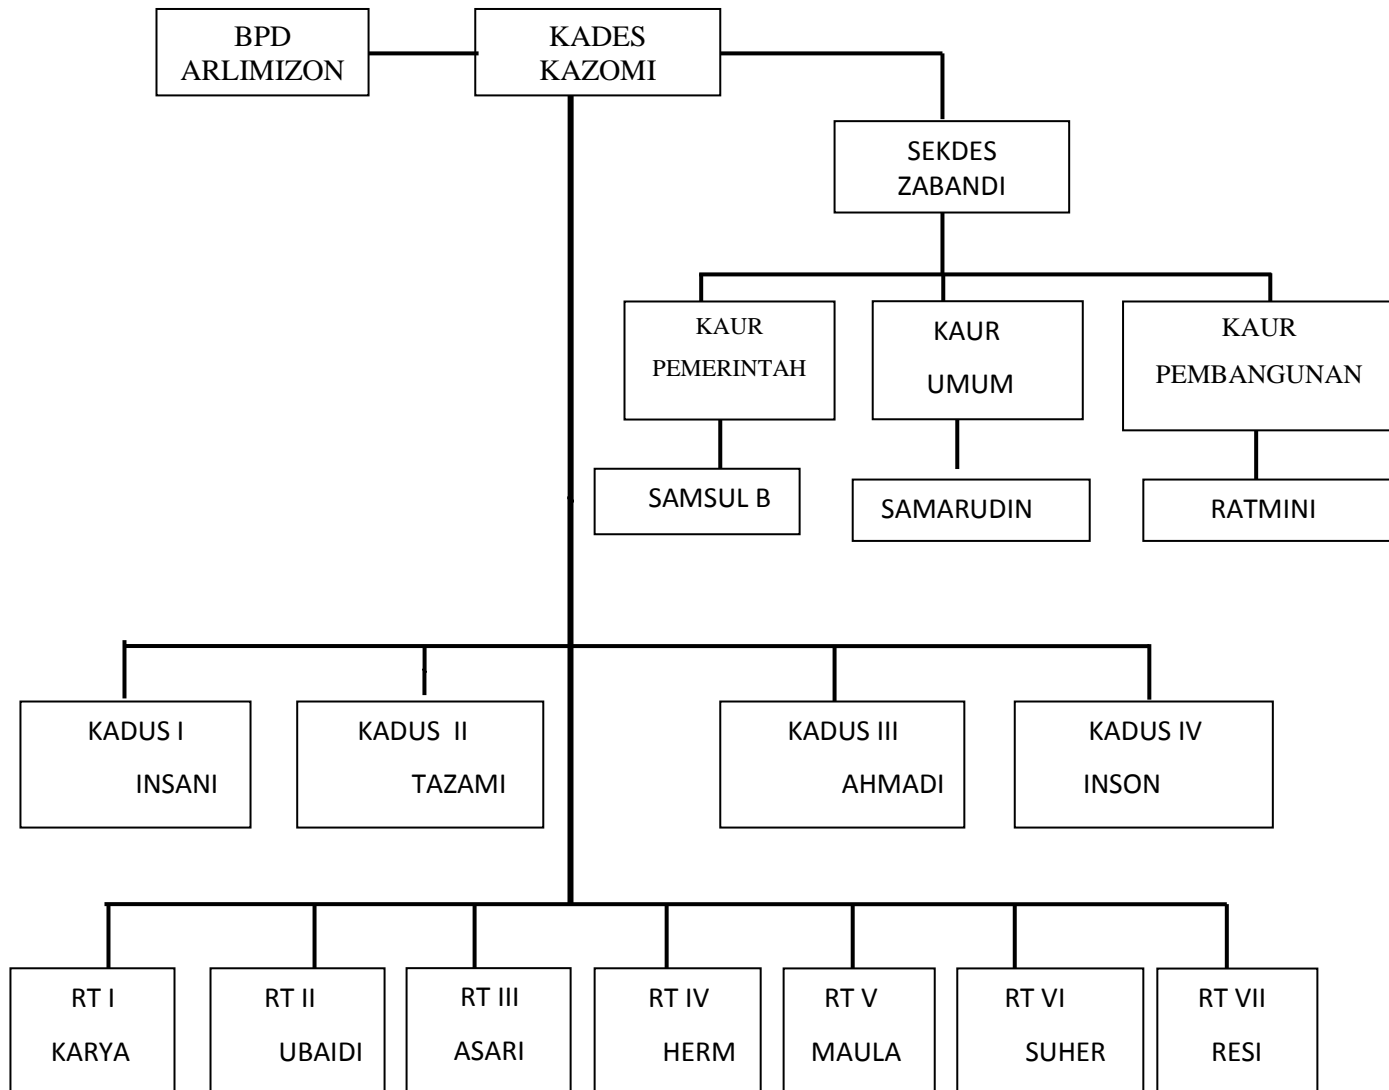 BPD
ARLIMIZON
KADES
KAZOMI
SEKDES
ZABANDI
KAUR
PEMERINTAH
KAUR
UMUM
KAUR
PEMBANGUNAN
SAMSUL B
SAMARUDIN
RATMINI
KADUS I
INSANI
KADUS II
TAZAMI
KADUS III
AHMADI
KADUS IV
INSON
RT I
KARYA
RT II
UBAIDI
RT III
ASARI
RT IV
HERM
RT V
MAULA
RT VI
SUHER
RT VII
RESI